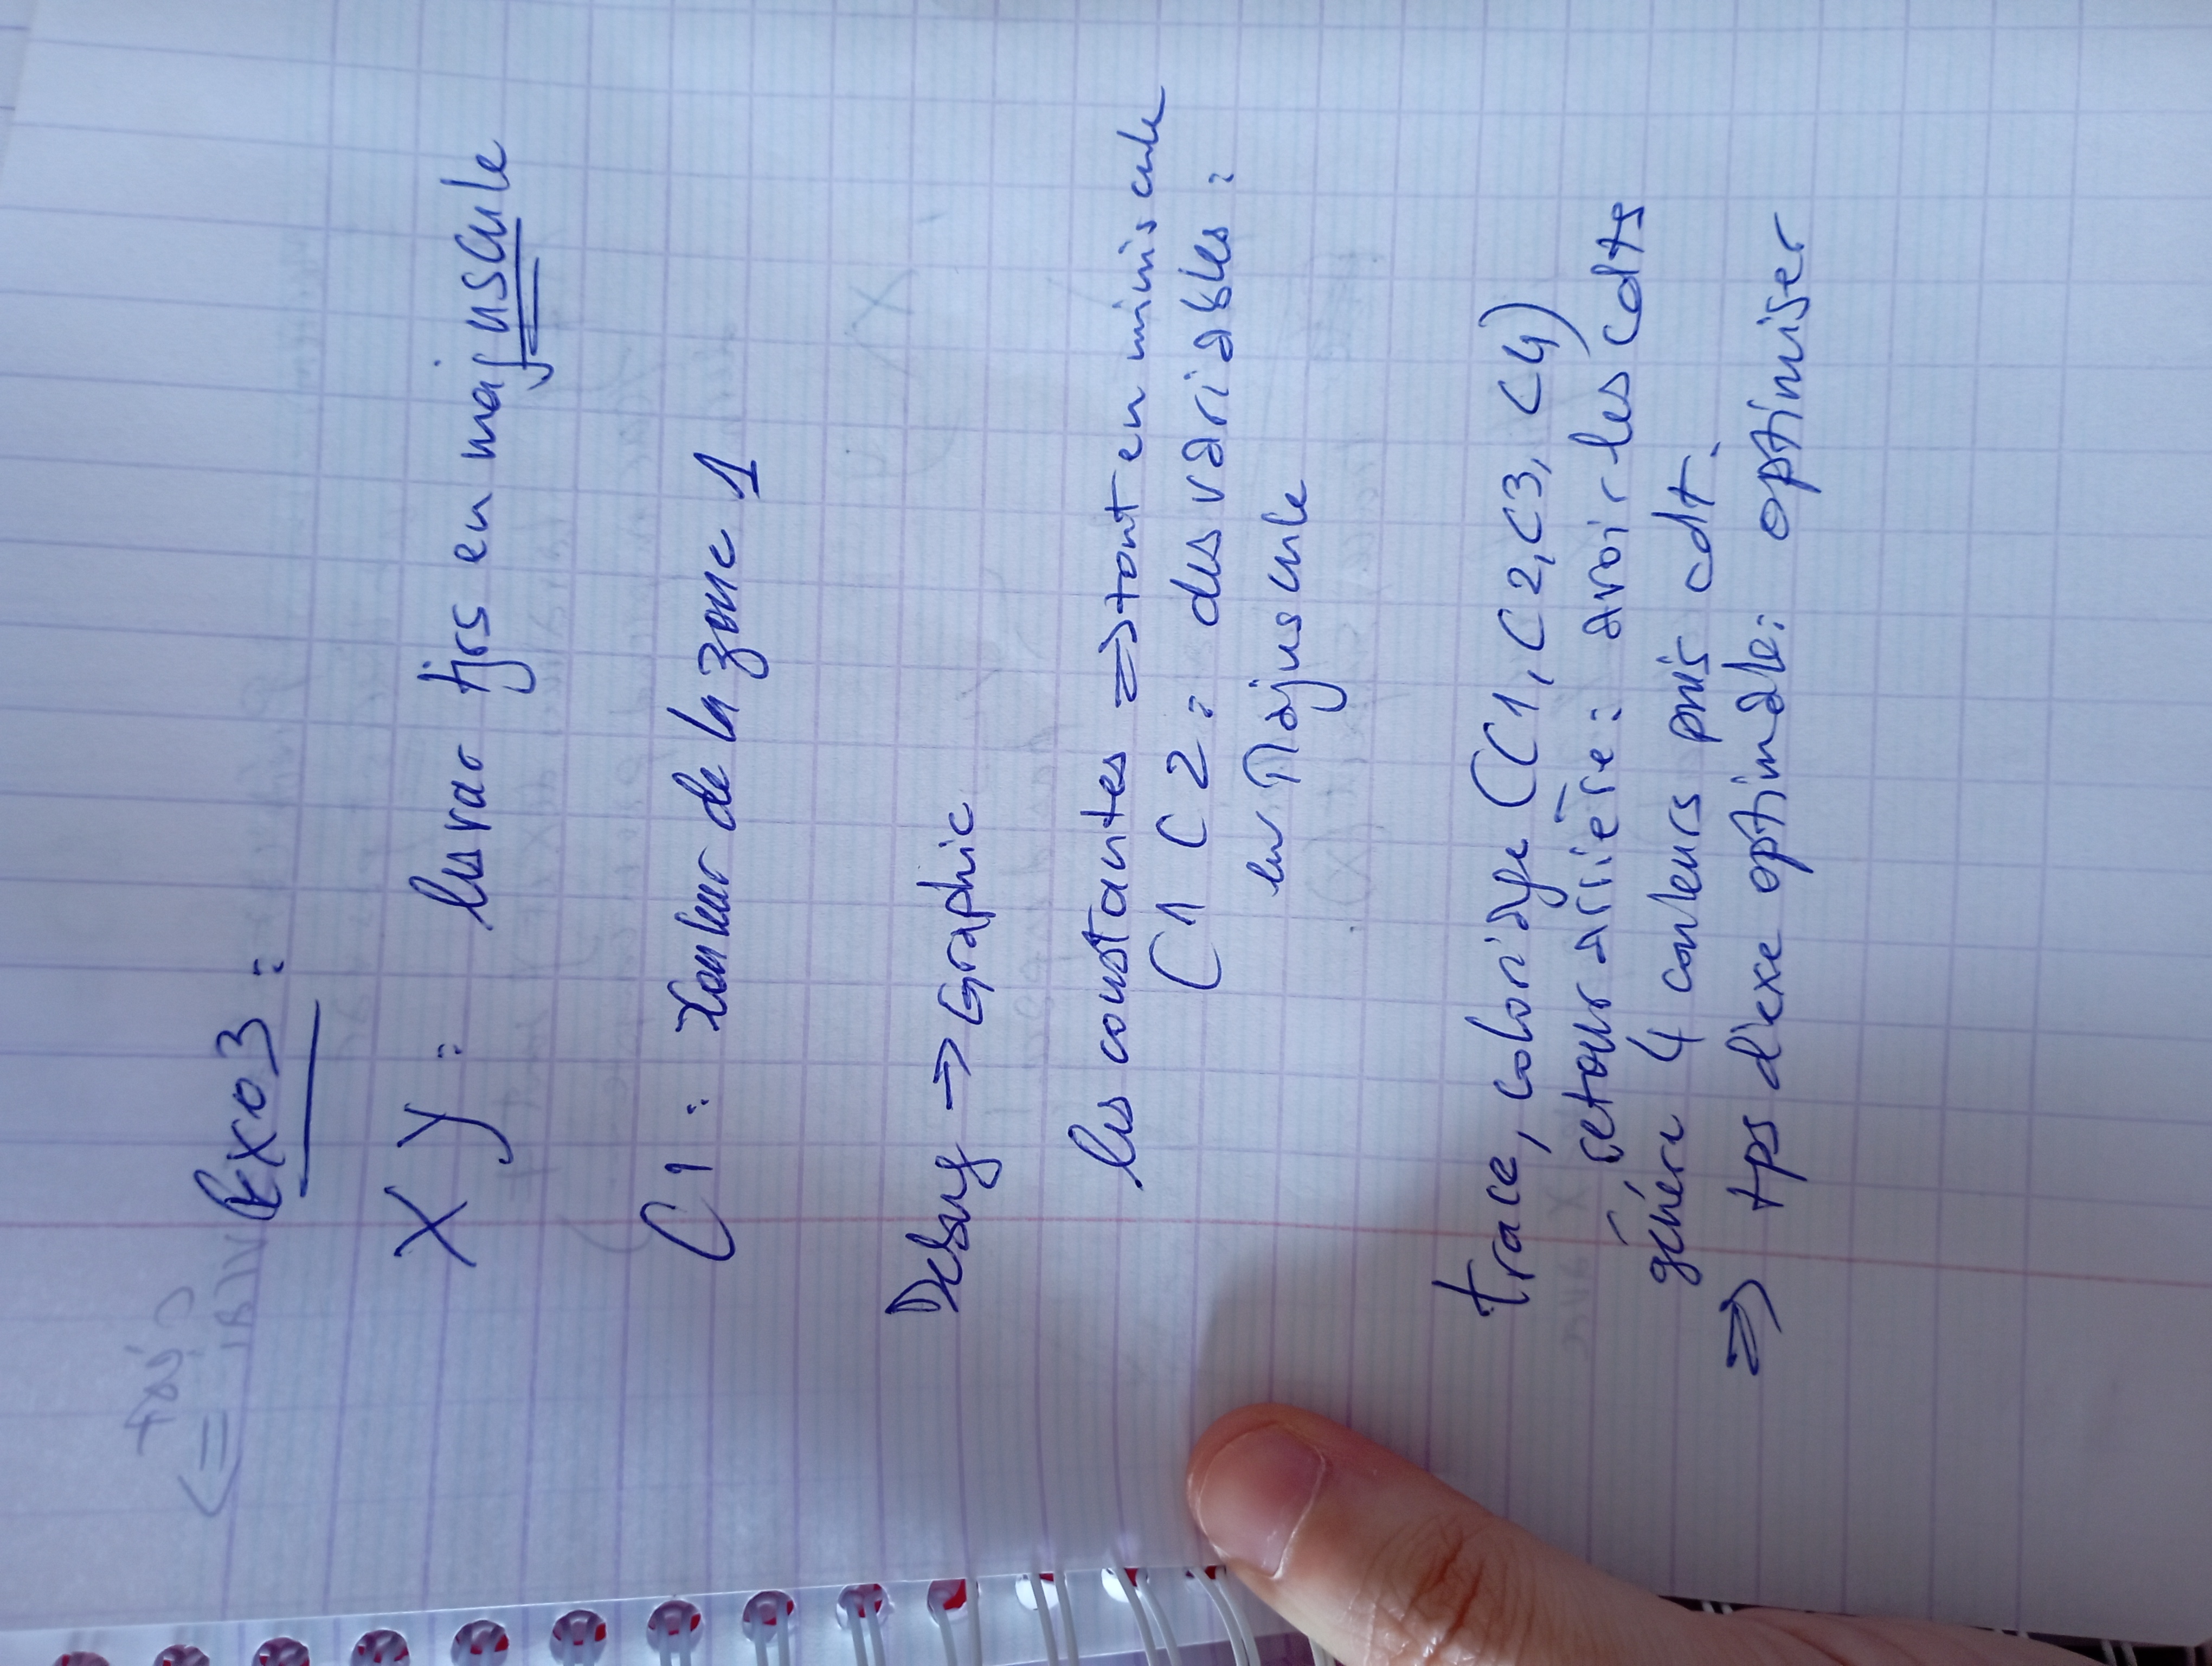 Exo3 :
X Y : les var tjrs en majuscule
C1 : Couleur de la zone 1
Debug → Graphic
les constantes ⇒ tout en miniscule
C1 C2 : des variables :
en Majuscule
trace, coloriage (C1, C2, C3, C4)
retour arrière : avoir les cdts
génère 4 couleurs puis cdt.
⇒ tps d'exe optimale : optimiser